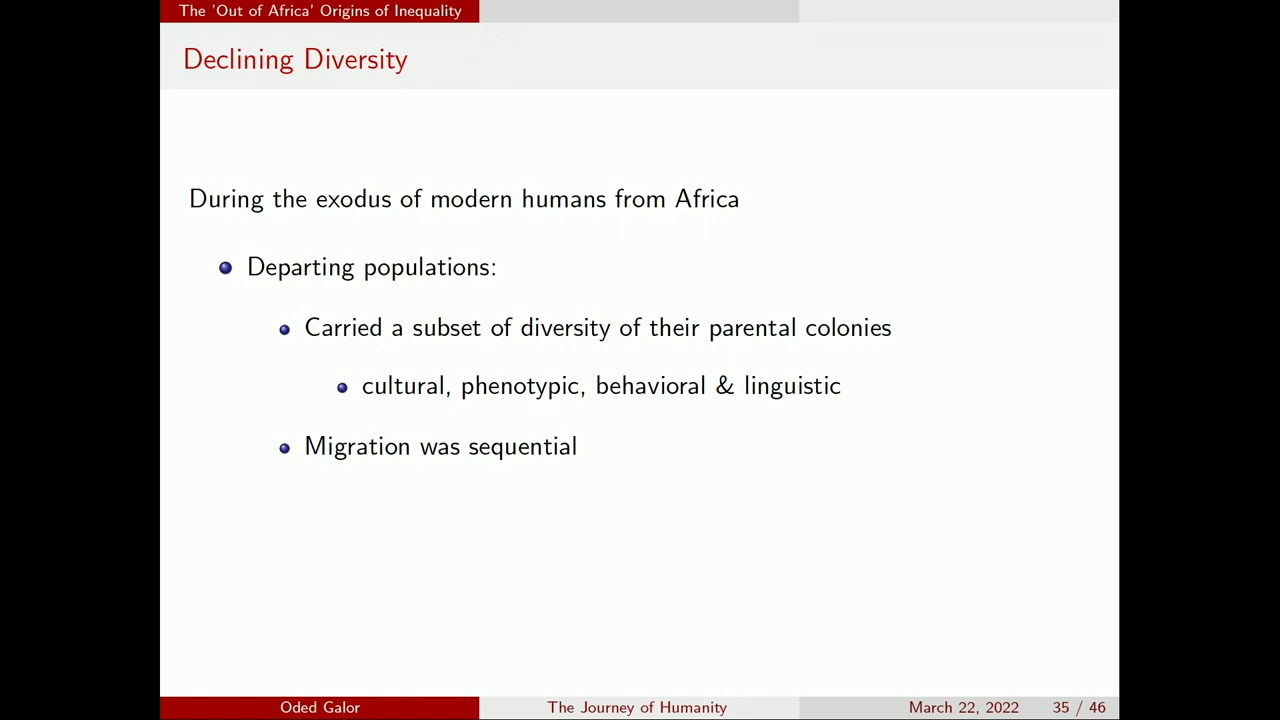 The 'Out of Africa' Origins of Inequality
Declining Diversity
During the exodus of modern humans from Africa
Departing populations:
Carried a subset of diversity of their parental colonies
cultural, phenotypic, behavioral & linguistic
Migration was sequential
Oded Galor The Journey of Humanity March 22, 2022 35 / 46